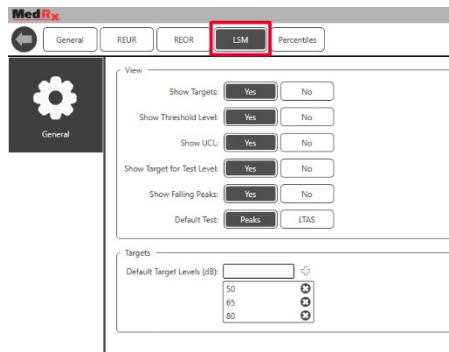 MedRx
General REUR REOR LSM Percentiles
General
View
Show Targets: Yes No
Show Threshold Level: Yes No
Show UCL: Yes No
Show Target for Test Level: Yes No
Show Falling Peaks: Yes No
Default Test: Peaks LTAS
Targets
Default Target Levels (dB):
50
65
80